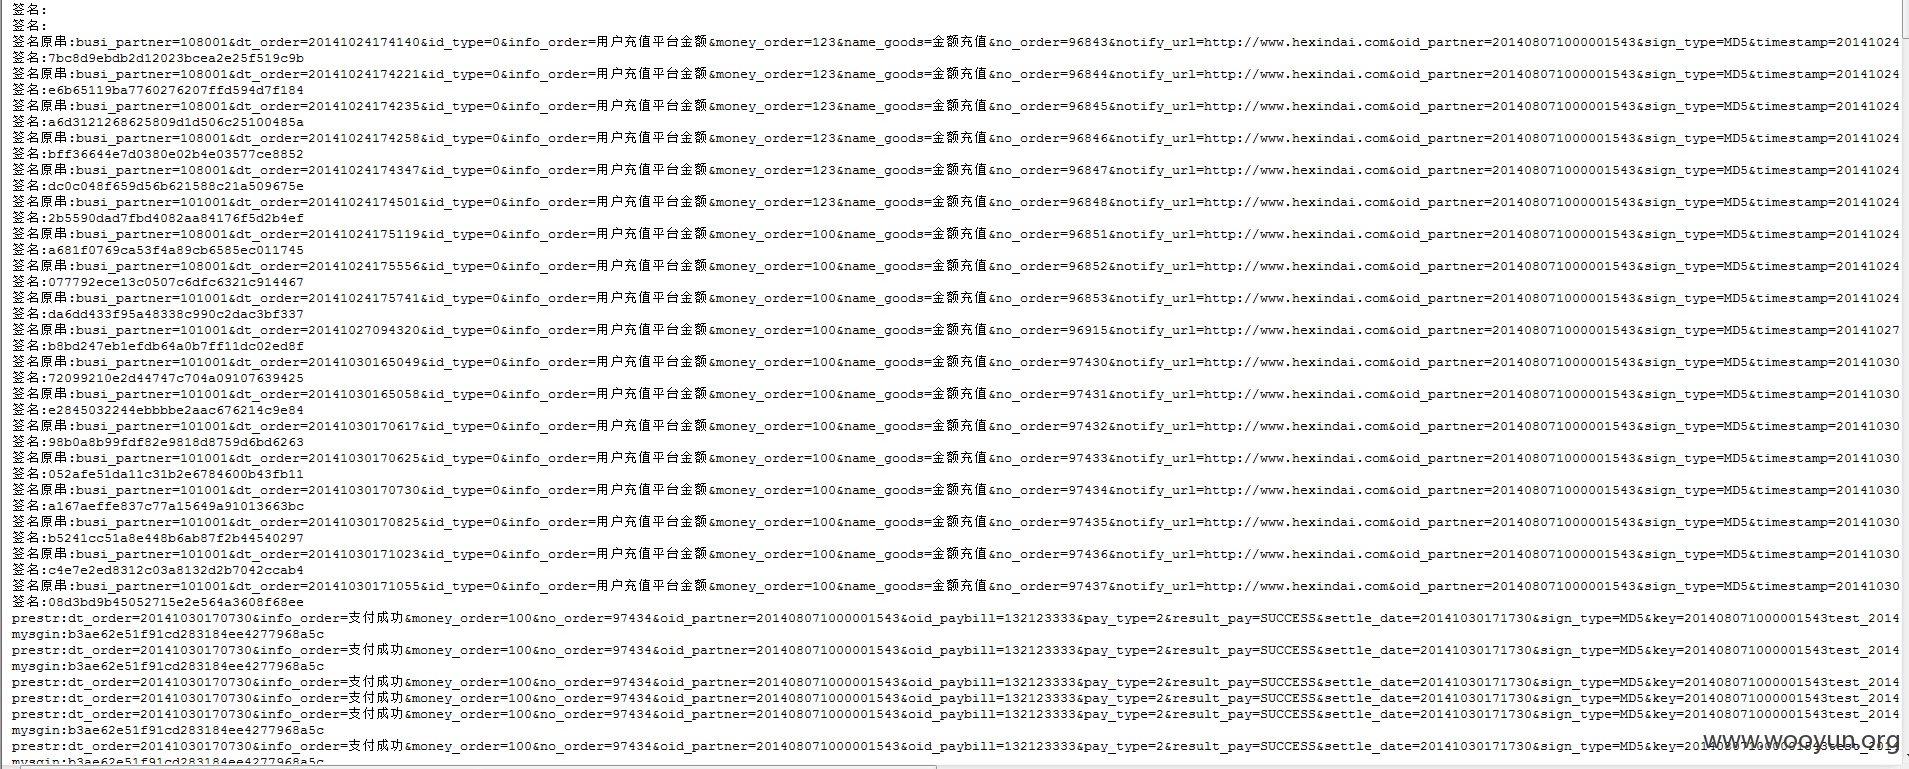 签名:
签名:
签名原串:busi_partner=108001&dt_order=20141024174140&id_type=0&info_order=用户充值平台金额&money_order=123&name_goods=金额充值&no_order=96843&notify_url=http://www.hexindai.com&oid_partner=201408071000001543&sign_type=MD5&timestamp=20141024
签名:7bc8d9ebdb2d12023bcea2e25f519c9b
签名原串:busi_partner=108001&dt_order=20141024174221&id_type=0&info_order=用户充值平台金额&money_order=123&name_goods=金额充值&no_order=96844&notify_url=http://www.hexindai.com&oid_partner=201408071000001543&sign_type=MD5&timestamp=20141024
签名:e6b65119ba7760276207ffd594d7f184
签名原串:busi_partner=108001&dt_order=20141024174235&id_type=0&info_order=用户充值平台金额&money_order=123&name_goods=金额充值&no_order=96845&notify_url=http://www.hexindai.com&oid_partner=201408071000001543&sign_type=MD5&timestamp=20141024
签名:a6d3121268625809d1d506c25100485a
签名原串:busi_partner=108001&dt_order=20141024174258&id_type=0&info_order=用户充值平台金额&money_order=123&name_goods=金额充值&no_order=96846&notify_url=http://www.hexindai.com&oid_partner=201408071000001543&sign_type=MD5&timestamp=20141024
签名:bff36644e7d0380e02b4e03577ce8852
签名原串:busi_partner=108001&dt_order=20141024174347&id_type=0&info_order=用户充值平台金额&money_order=123&name_goods=金额充值&no_order=96847&notify_url=http://www.hexindai.com&oid_partner=201408071000001543&sign_type=MD5&timestamp=20141024
签名:dc0c048f659d56b621588c21a509675e
签名原串:busi_partner=101001&dt_order=20141024174501&id_type=0&info_order=用户充值平台金额&money_order=123&name_goods=金额充值&no_order=96848&notify_url=http://www.hexindai.com&oid_partner=201408071000001543&sign_type=MD5&timestamp=20141024
签名:2b5590dad7fbd4082aa84176f5d2b4ef
签名原串:busi_partner=108001&dt_order=20141024175119&id_type=0&info_order=用户充值平台金额&money_order=100&name_goods=金额充值&no_order=96851&notify_url=http://www.hexindai.com&oid_partner=201408071000001543&sign_type=MD5&timestamp=20141024
签名:a681f0769ca53f4a89cb6585ec011745
签名原串:busi_partner=108001&dt_order=20141024175556&id_type=0&info_order=用户充值平台金额&money_order=100&name_goods=金额充值&no_order=96852&notify_url=http://www.hexindai.com&oid_partner=201408071000001543&sign_type=MD5&timestamp=20141024
签名:077792ece13c0507c6dfc6321c914467
签名原串:busi_partner=101001&dt_order=20141024175741&id_type=0&info_order=用户充值平台金额&money_order=100&name_goods=金额充值&no_order=96853&notify_url=http://www.hexindai.com&oid_partner=201408071000001543&sign_type=MD5&timestamp=20141024
签名:da6dd433f95a48338c990c2dac3bf337
签名原串:busi_partner=101001&dt_order=20141027094320&id_type=0&info_order=用户充值平台金额&money_order=100&name_goods=金额充值&no_order=96915&notify_url=http://www.hexindai.com&oid_partner=201408071000001543&sign_type=MD5&timestamp=20141027
签名:b8bd247eb1efdb64a0b7ff11dc02ed8f
签名原串:busi_partner=101001&dt_order=20141030165049&id_type=0&info_order=用户充值平台金额&money_order=100&name_goods=金额充值&no_order=97430&notify_url=http://www.hexindai.com&oid_partner=201408071000001543&sign_type=MD5&timestamp=20141030
签名:72099210e2d44747c704a09107639425
签名原串:busi_partner=101001&dt_order=20141030165058&id_type=0&info_order=用户充值平台金额&money_order=100&name_goods=金额充值&no_order=97431&notify_url=http://www.hexindai.com&oid_partner=201408071000001543&sign_type=MD5&timestamp=20141030
签名:e2845032244ebbbbe2aac676214c9e84
签名原串:busi_partner=101001&dt_order=20141030170617&id_type=0&info_order=用户充值平台金额&money_order=100&name_goods=金额充值&no_order=97432&notify_url=http://www.hexindai.com&oid_partner=201408071000001543&sign_type=MD5&timestamp=20141030
签名:98b0a8b99fdf82e9818d8759d6bd6263
签名原串:busi_partner=101001&dt_order=20141030170625&id_type=0&info_order=用户充值平台金额&money_order=100&name_goods=金额充值&no_order=97433&notify_url=http://www.hexindai.com&oid_partner=201408071000001543&sign_type=MD5&timestamp=20141030
签名:052afe51da11c31b2e6784600b43fb11
签名原串:busi_partner=101001&dt_order=20141030170730&id_type=0&info_order=用户充值平台金额&money_order=100&name_goods=金额充值&no_order=97434&notify_url=http://www.hexindai.com&oid_partner=201408071000001543&sign_type=MD5&timestamp=20141030
签名:a167aeffe837c77a15649a91013663bc
签名原串:busi_partner=101001&dt_order=20141030170825&id_type=0&info_order=用户充值平台金额&money_order=100&name_goods=金额充值&no_order=97435&notify_url=http://www.hexindai.com&oid_partner=201408071000001543&sign_type=MD5&timestamp=20141030
签名:b5241cc51a8e448b6ab87f2b44540297
签名原串:busi_partner=101001&dt_order=20141030171023&id_type=0&info_order=用户充值平台金额&money_order=100&name_goods=金额充值&no_order=97436&notify_url=http://www.hexindai.com&oid_partner=201408071000001543&sign_type=MD5&timestamp=20141030
签名:c4e7e2ed8312c03a8132d2b7042ccab4
签名原串:busi_partner=101001&dt_order=20141030171055&id_type=0&info_order=用户充值平台金额&money_order=100&name_goods=金额充值&no_order=97437&notify_url=http://www.hexindai.com&oid_partner=201408071000001543&sign_type=MD5&timestamp=20141030
签名:08d3bd9b45052715e2e564a3608f68ee
prestr:dt_order=20141030170730&info_order=支付成功&money_order=100&no_order=97434&oid_partner=201408071000001543&oid_paybill=132123333&pay_type=2&result_pay=SUCCESS&settle_date=20141030171730&sign_type=MD5&key=201408071000001543test_2014
mysgin:b3ae62e51f91cd283184ee4277968a5c
prestr:dt_order=20141030170730&info_order=支付成功&money_order=100&no_order=97434&oid_partner=201408071000001543&oid_paybill=132123333&pay_type=2&result_pay=SUCCESS&settle_date=20141030171730&sign_type=MD5&key=201408071000001543test_2014
mysgin:b3ae62e51f91cd283184ee4277968a5c
prestr:dt_order=20141030170730&info_order=支付成功&money_order=100&no_order=97434&oid_partner=201408071000001543&oid_paybill=132123333&pay_type=2&result_pay=SUCCESS&settle_date=20141030171730&sign_type=MD5&key=201408071000001543test_2014
prestr:dt_order=20141030170730&info_order=支付成功&money_order=100&no_order=97434&oid_partner=201408071000001543&oid_paybill=132123333&pay_type=2&result_pay=SUCCESS&settle_date=20141030171730&sign_type=MD5&key=201408071000001543test_2014
prestr:dt_order=20141030170730&info_order=支付成功&money_order=100&no_order=97434&oid_partner=201408071000001543&oid_paybill=132123333&pay_type=2&result_pay=SUCCESS&settle_date=20141030171730&sign_type=MD5&key=201408071000001543test_2014
mysgin:b3ae62e51f91cd283184ee4277968a5c
prestr:dt_order=20141030170730&info_order=支付成功&money_order=100&no_order=97434&oid_partner=201408071000001543&oid_paybill=132123333&pay_type=2&result_pay=SUCCESS&settle_date=20141030171730&sign_type=MD5&key=201408071000001543test_2014
mysgin:b3ae62e51f91cd283184ee4277968a5c
www.wooyun.org